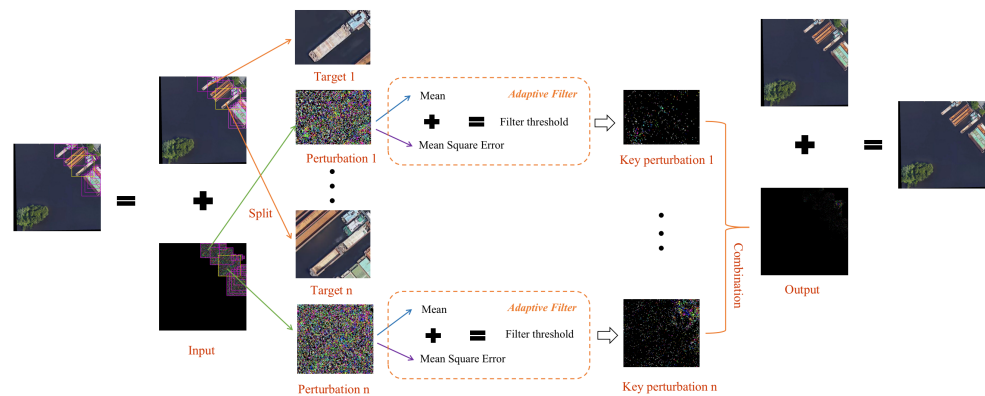 Target 1
Mean
Adaptive Filter
Filter threshold
Mean Square Error
Perturbation 1
Key perturbation 1
Split
Target n
Combination
Output
Input
Mean
Adaptive Filter
Filter threshold
Mean Square Error
Perturbation n
Key perturbation n